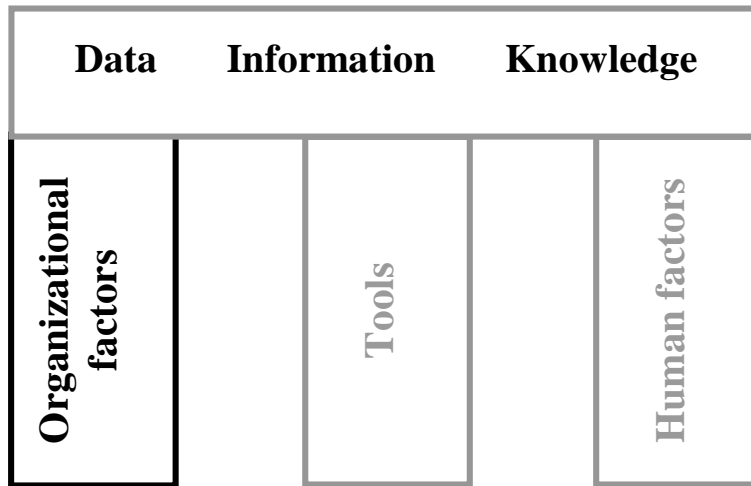 Data Information Knowledge
Organizational
factors
Tools
Human factors